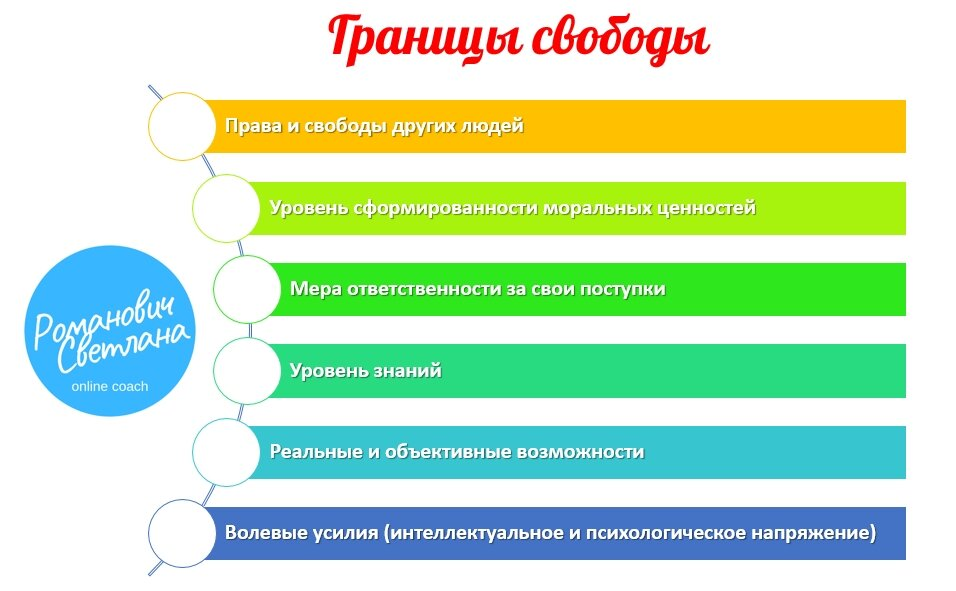 Границы свободы
Права и свободы других людей
Уровень сформированности моральных ценностей
Мера ответственности за свои поступки
Романович
Светлана
online coach
Уровень знаний
Реальные и объективные возможности
Волевые усилия (интеллектуальное и психологическое напряжение)